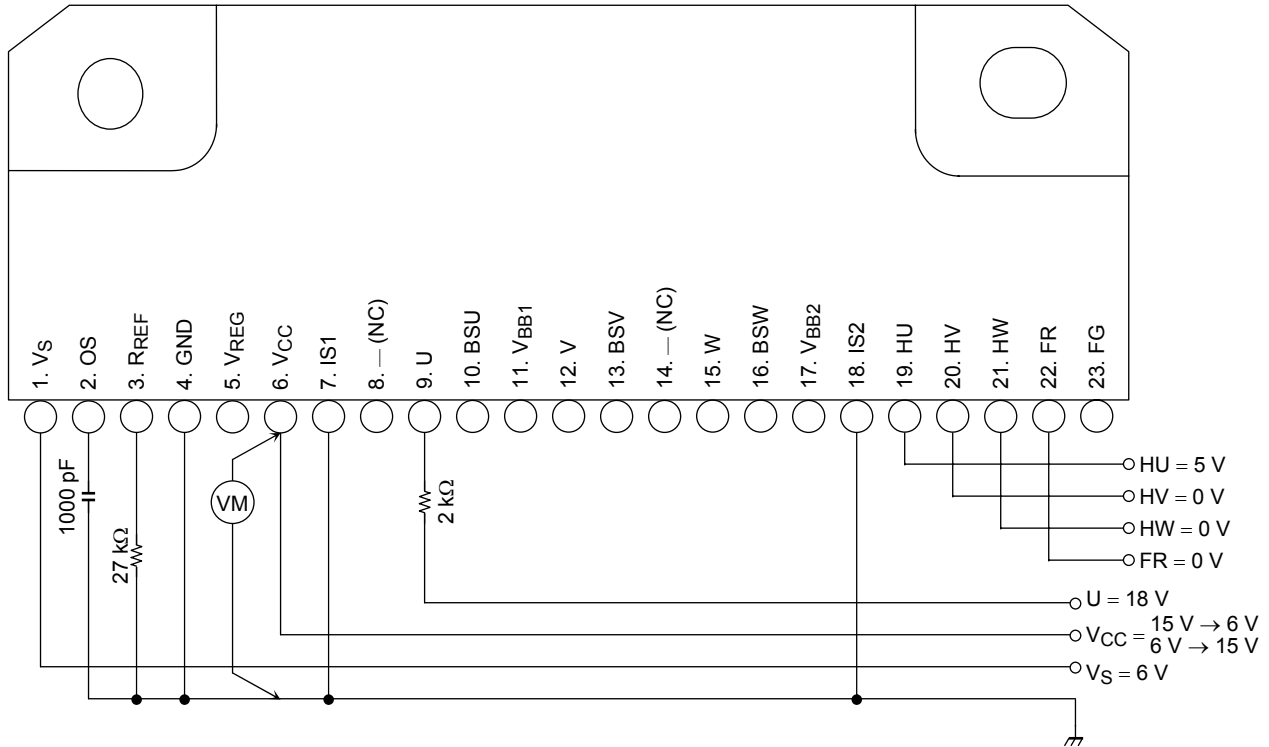 1. VS
2. OS
3. RREF
4. GND
5. VREG
6. VCC
7. IS1
8. — (NC)
9. U
10. BSU
11. VBB1
12. V
13. BSV
14. — (NC)
15. W
16. BSW
17. VBB2
18. IS2
19. HU
20. HV
21. HW
22. FR
23. FG
1000 pF
27 kΩ
VM
2 kΩ
HU = 5 V
HV = 0 V
HW = 0 V
FR = 0 V
U = 18 V
VCC = 15 V → 6 V
6 V → 15 V
VS = 6 V